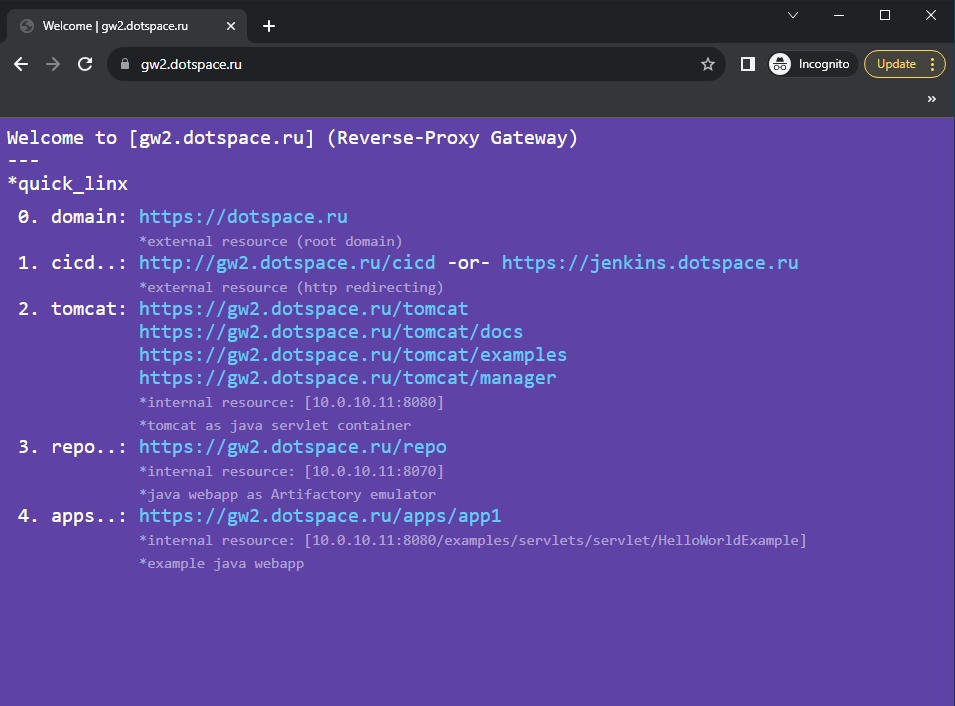 Welcome | gw2.dotspace.ru
gw2.dotspace.ru
Incognito
Update
»
Welcome to [gw2.dotspace.ru] (Reverse-Proxy Gateway)
---
*quick_linx
0. domain: https://dotspace.ru
*external resource (root domain)
1. cicd..: http://gw2.dotspace.ru/cicd -or- https://jenkins.dotspace.ru
*external resource (http redirecting)
2. tomcat: https://gw2.dotspace.ru/tomcat
https://gw2.dotspace.ru/tomcat/docs
https://gw2.dotspace.ru/tomcat/examples
https://gw2.dotspace.ru/tomcat/manager
*internal resource: [10.0.10.11:8080]
*tomcat as java servlet container
3. repo..: https://gw2.dotspace.ru/repo
*internal resource: [10.0.10.11:8070]
*java webapp as Artifactory emulator
4. apps..: https://gw2.dotspace.ru/apps/app1
*internal resource: [10.0.10.11:8080/examples/servlets/servlet/HelloWorldExample]
*example java webapp